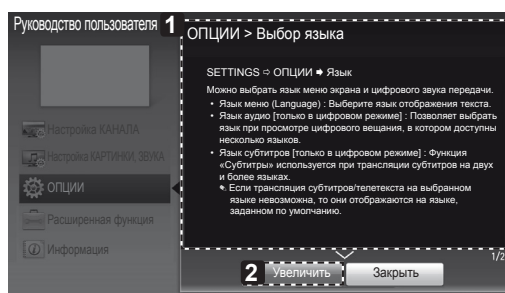 Руководство пользователя
1
ОПЦИИ > Выбор языка
SETTINGS ⇨ ОПЦИИ ➧ Язык
Можно выбрать язык меню экрана и цифрового звука передачи.
• Язык меню (Language) : Выберите язык отображения текста.
• Язык аудио [только в цифровом режиме] : Позволяет выбрать
язык при просмотре цифрового вещания, в котором доступны
несколько языков.
• Язык субтитров [только в цифровом режиме] : Функция
«Субтитры» используется при трансляции субтитров на двух
и более языках.
Если трансляция субтитров/телетекста на выбранном
языке невозможна, то они отображаются на языке,
заданном по умолчанию.
Настройка КАНАЛА
Настройка КАРТИНКИ, ЗВУКА
ОПЦИИ
Расширенная функция
Информация
1/2
2
Увеличить
Закрыть